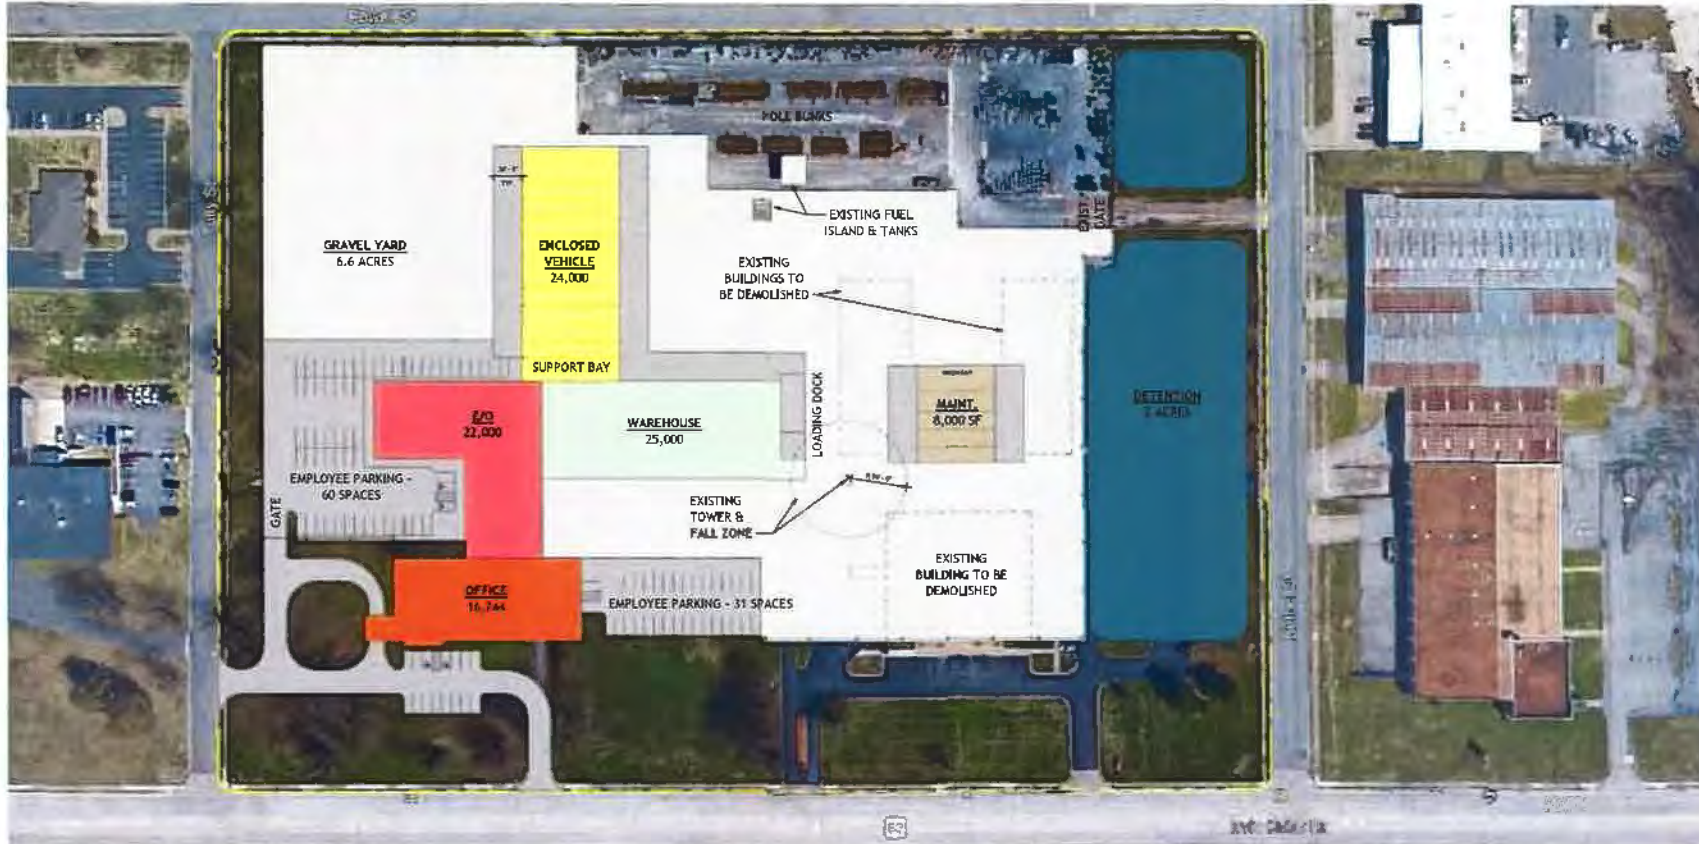 POLE BUNKS
EXISTING FUEL
ISLAND & TANKS
EXIST.
GATE
GRAVEL YARD
6.6 ACRES
ENCLOSED
VEHICLE
24,000
EXISTING
BUILDINGS TO
BE DEMOLISHED
SUPPORT BAY
E/O
22,000
WAREHOUSE
25,000
LOADING DOCK
MAINT.
8,000 SF
DETENTION
2 ACRES
EMPLOYEE PARKING -
60 SPACES
GATE
EXISTING
TOWER &
FALL ZONE
EXISTING
BUILDING TO BE
DEMOLISHED
OFFICE
EMPLOYEE PARKING - 31 SPACES